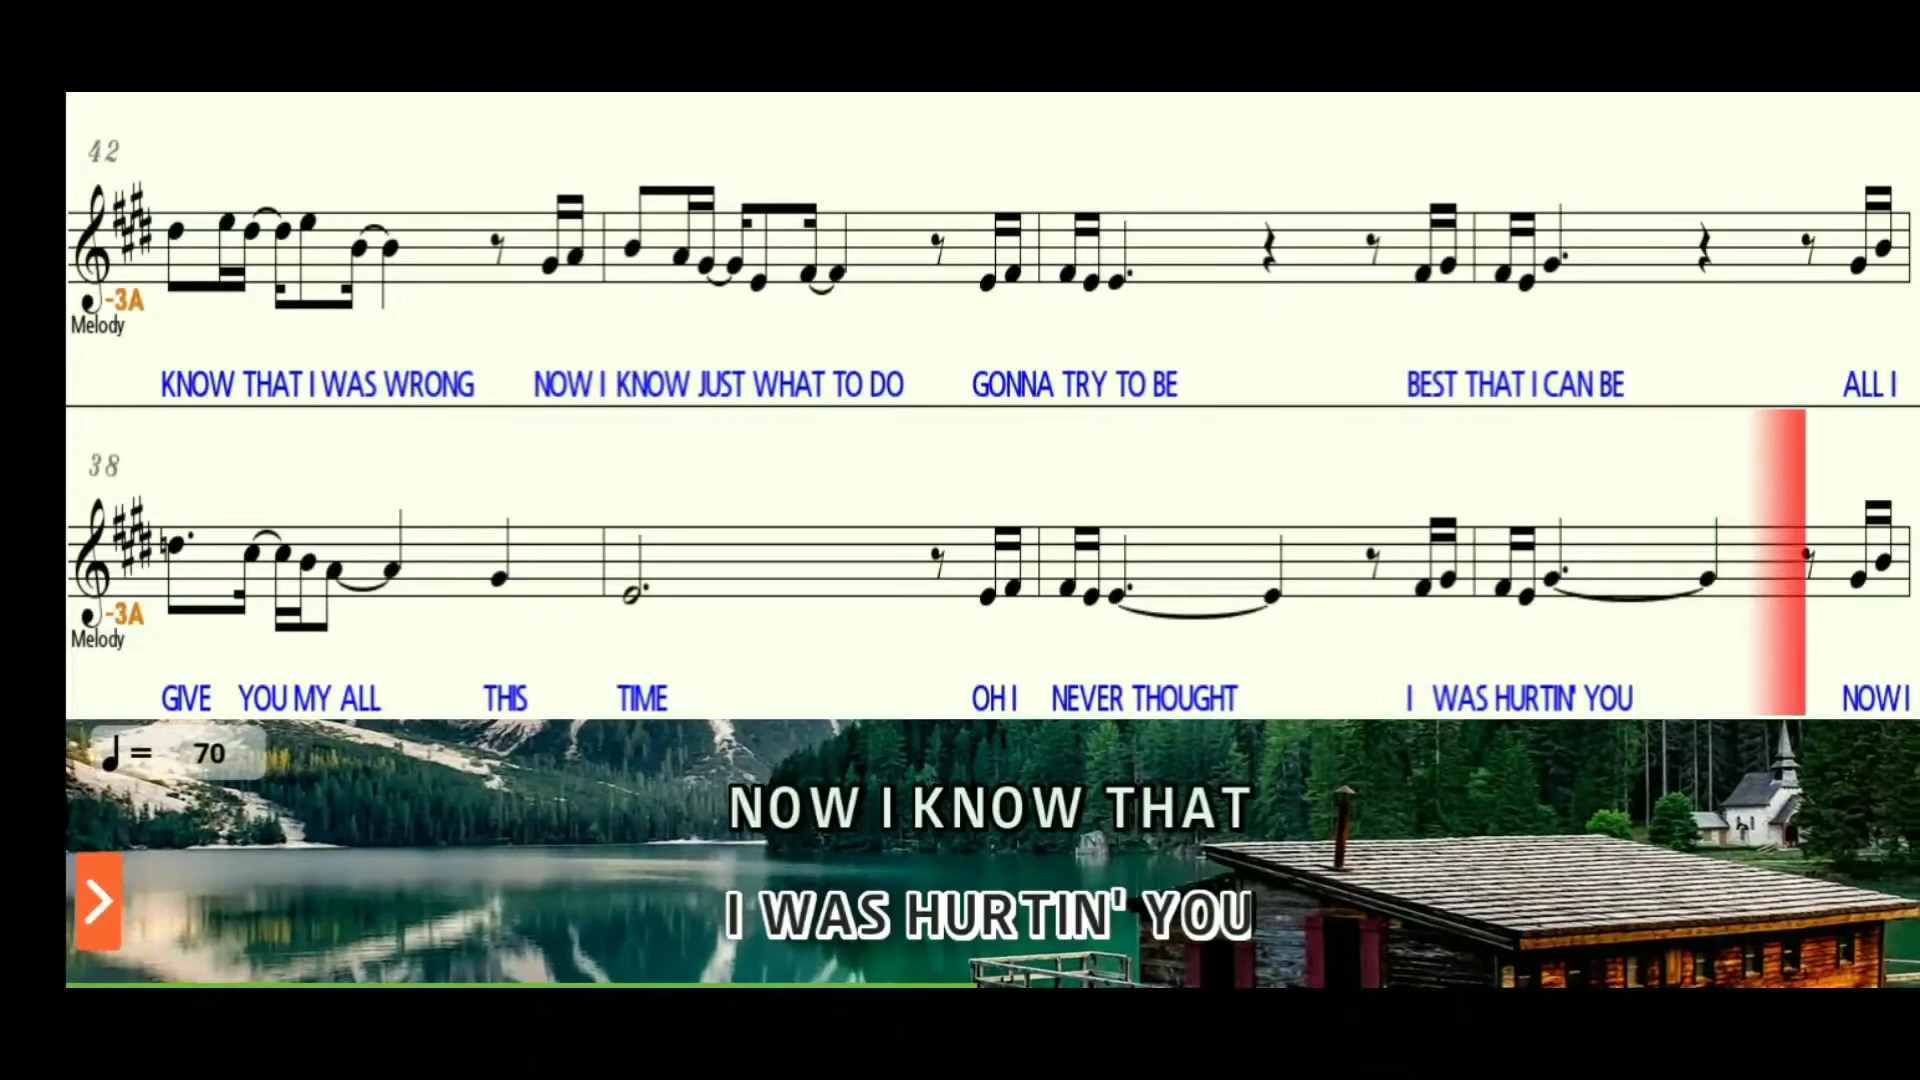 42
-3A
Melody
KNOW THAT I WAS WRONG NOW I KNOW JUST WHAT TO DO GONNA TRY TO BE BEST THAT I CAN BE ALL I
38
-3A
Melody
GIVE YOU MY ALL THIS TIME OH I NEVER THOUGHT I WAS HURTIN' YOU NOW I
♩ = 70
NOW I KNOW THAT
I WAS HURTIN' YOU